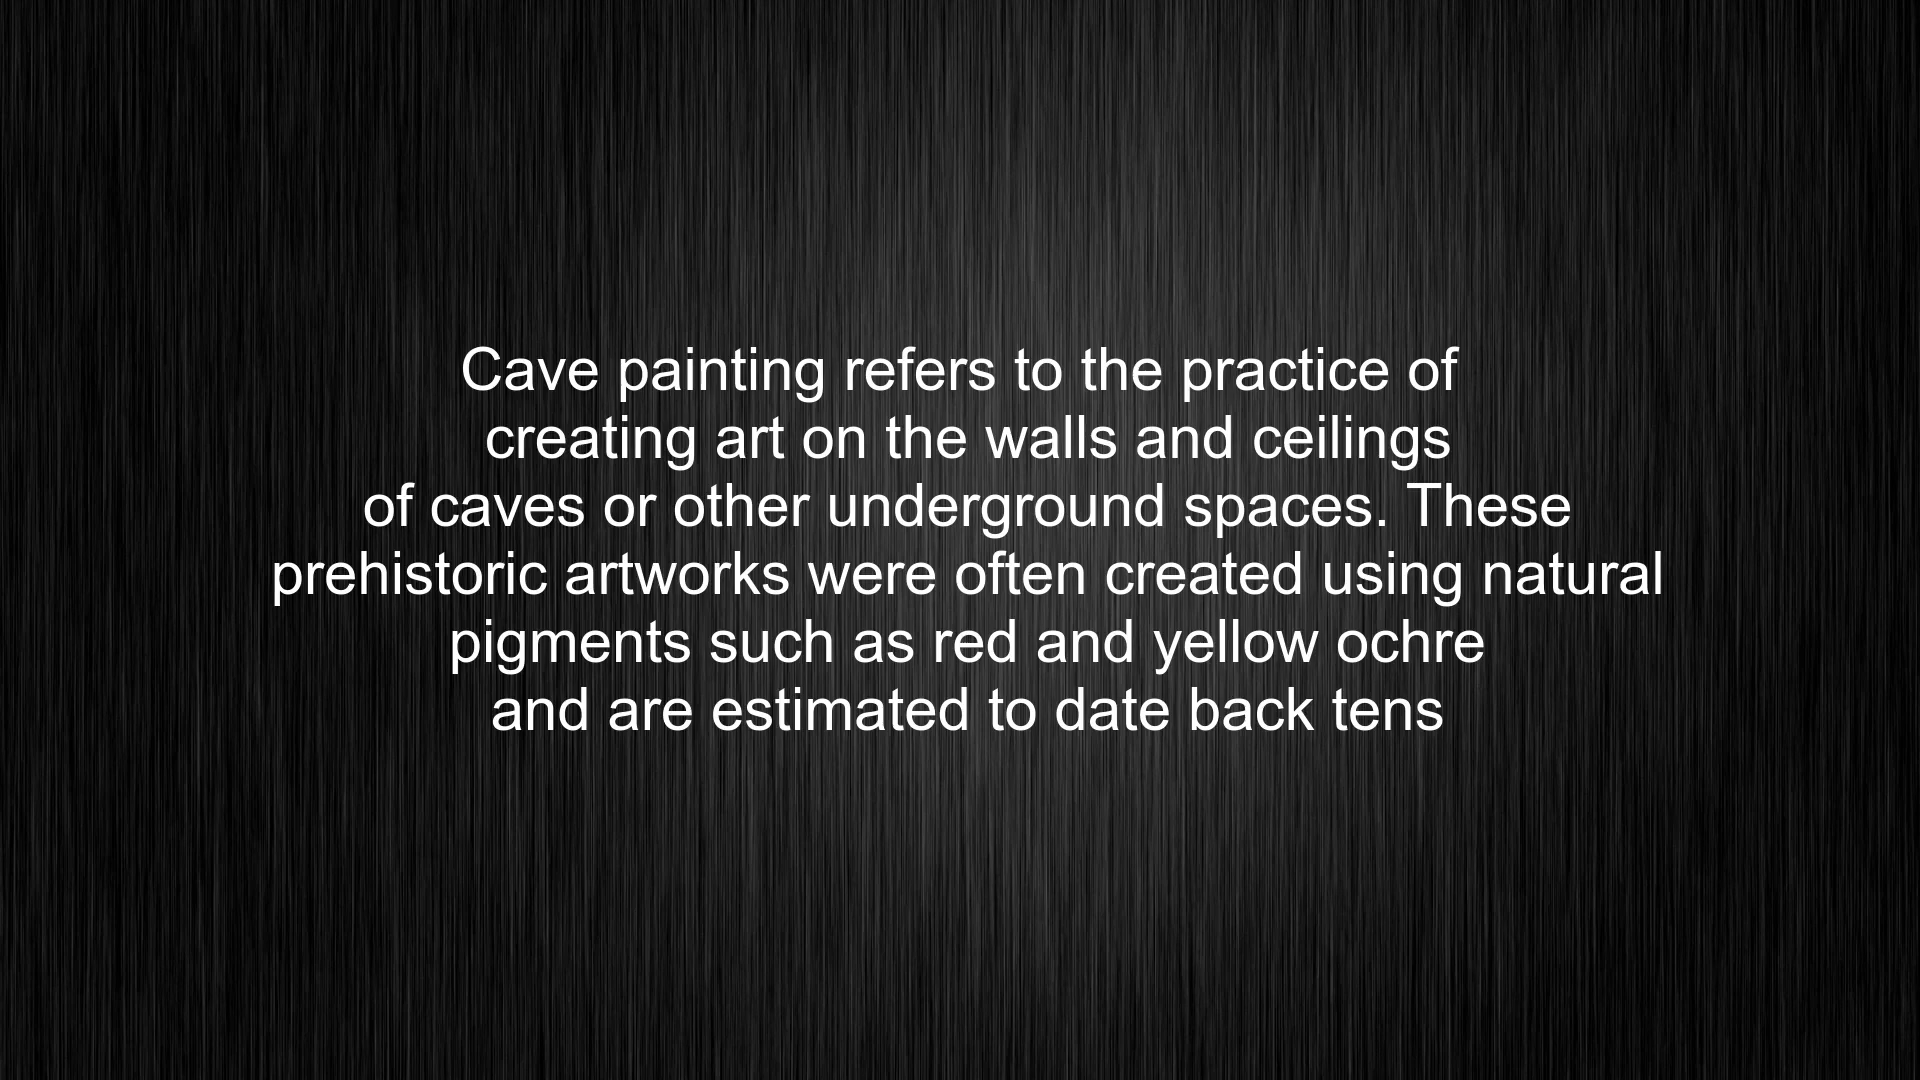 Cave painting refers to the practice of
creating art on the walls and ceilings
of caves or other underground spaces. These
prehistoric artworks were often created using natural
pigments such as red and yellow ochre
and are estimated to date back tens